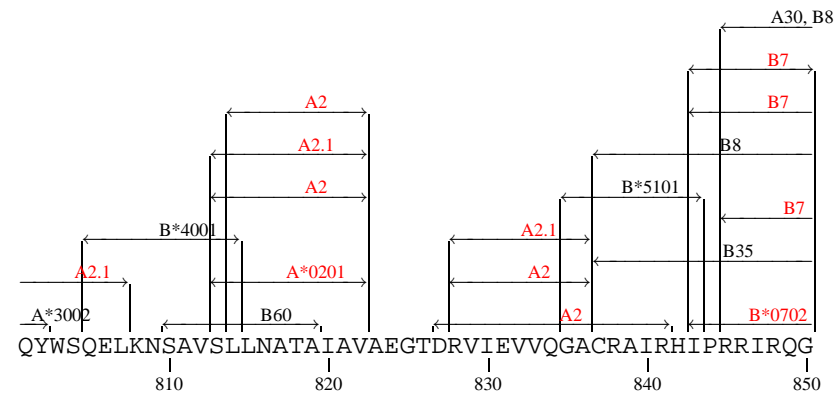 A30, B8
B7
A2 B7
A2.1 B8
A2 B*5101
B7
B*4001 A2.1
B35
A2.1 A*0201 A2
A*3002 B60 A2 B*0702
QYWSQELKNSAVSLLNATAIAVAEGTDRVIEVVQGACRAIRHIPRRIRQG
810 820 830 840 850